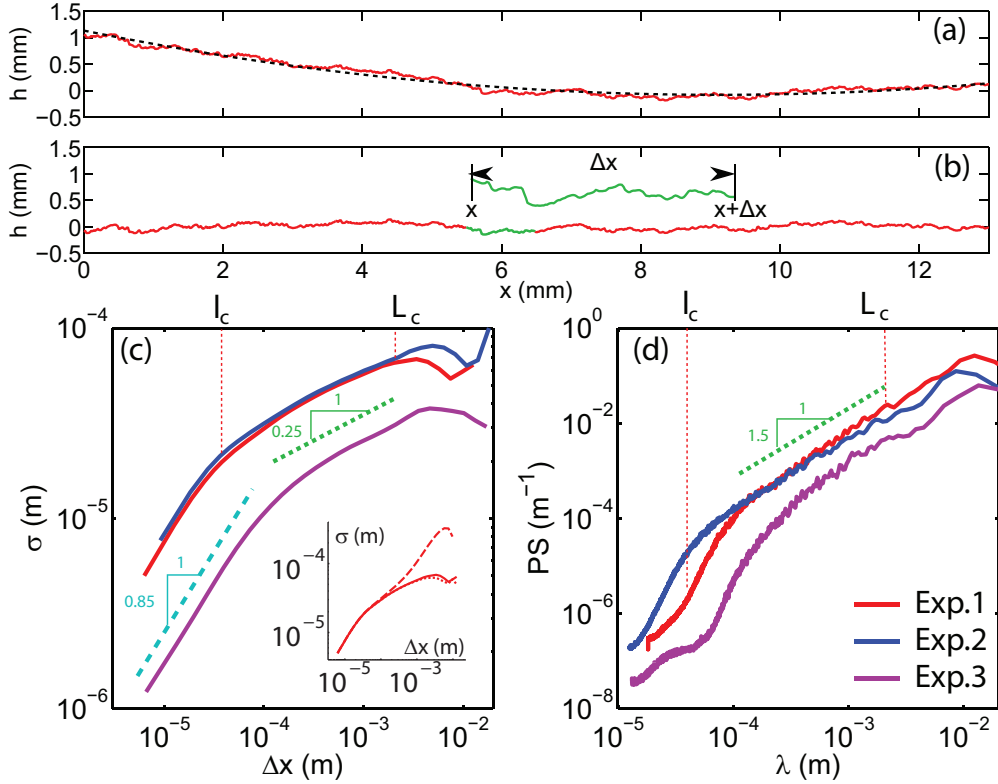 1.5
1
0.5
0
-0.5
h (mm)
(a)
1.5
1
0.5
0
-0.5
h (mm)
(b)
Δx
x
x+Δx
0
2
4
6
8
10
12
x (mm)
l_c
L_c
(c)
10⁻⁴
10⁻⁵
10⁻⁶
σ (m)
1
0.25
1
0.85
σ (m)
10⁻⁴
10⁻⁵
Δx (m)
10⁻⁵
10⁻³
10⁻⁵
10⁻⁴
10⁻³
10⁻²
Δx (m)
l_c
L_c
(d)
10⁰
10⁻²
10⁻⁴
10⁻⁶
10⁻⁸
PS (m⁻¹)
1
1.5
Exp.1
Exp.2
Exp.3
10⁻⁵
10⁻⁴
10⁻³
10⁻²
λ (m)